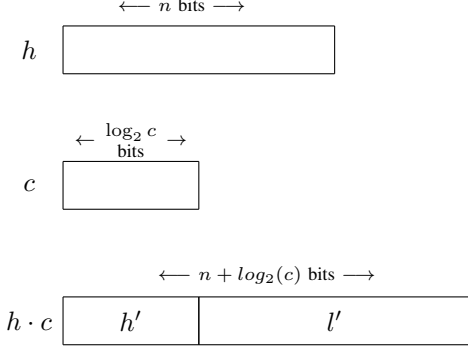 ⟵ n bits ⟶
h
← log₂ c →
bits
c
⟵ n + log₂(c) bits ⟶
h · c h′ l′